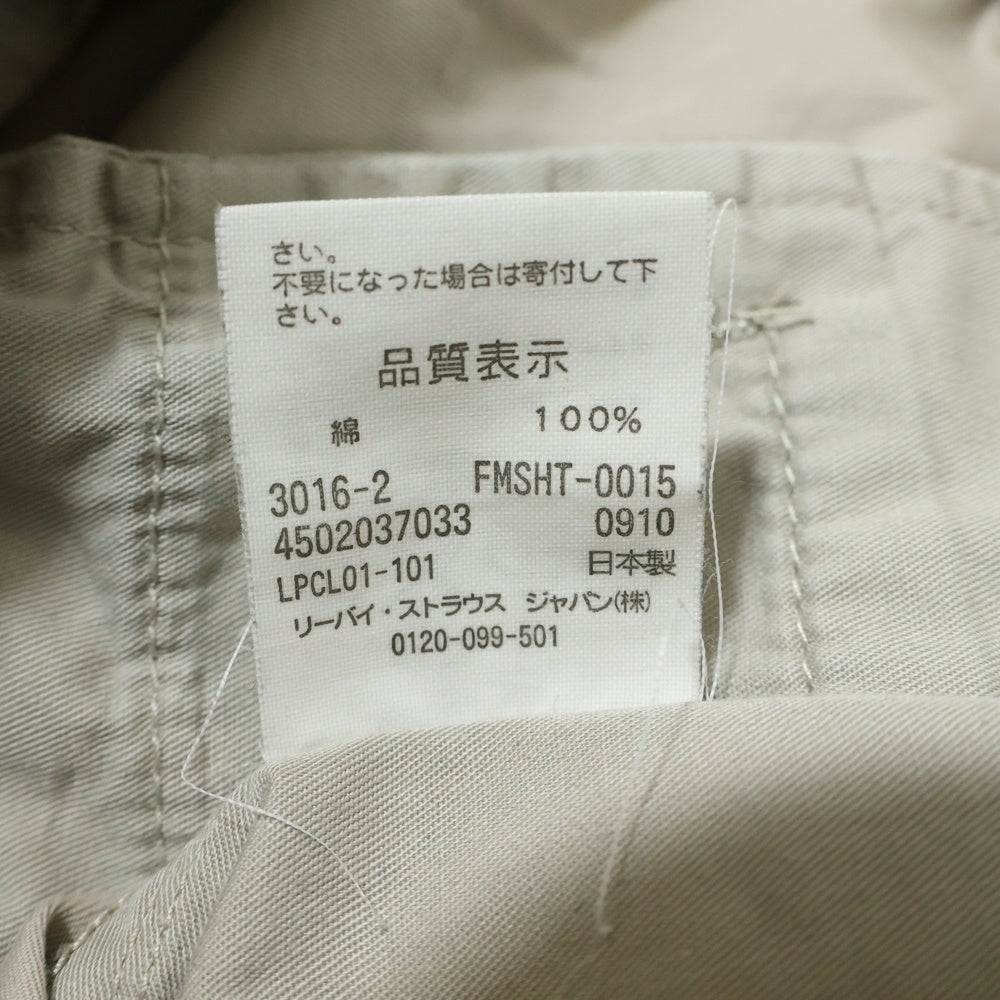 さい。
不要になった場合は寄付して下
さい。
品質表示
綿 100%
3016-2 FMSHT-0015
4502037033 0910
LPCL01-101 日本製
リーバイ・ストラウス ジャパン(株)
0120-099-501